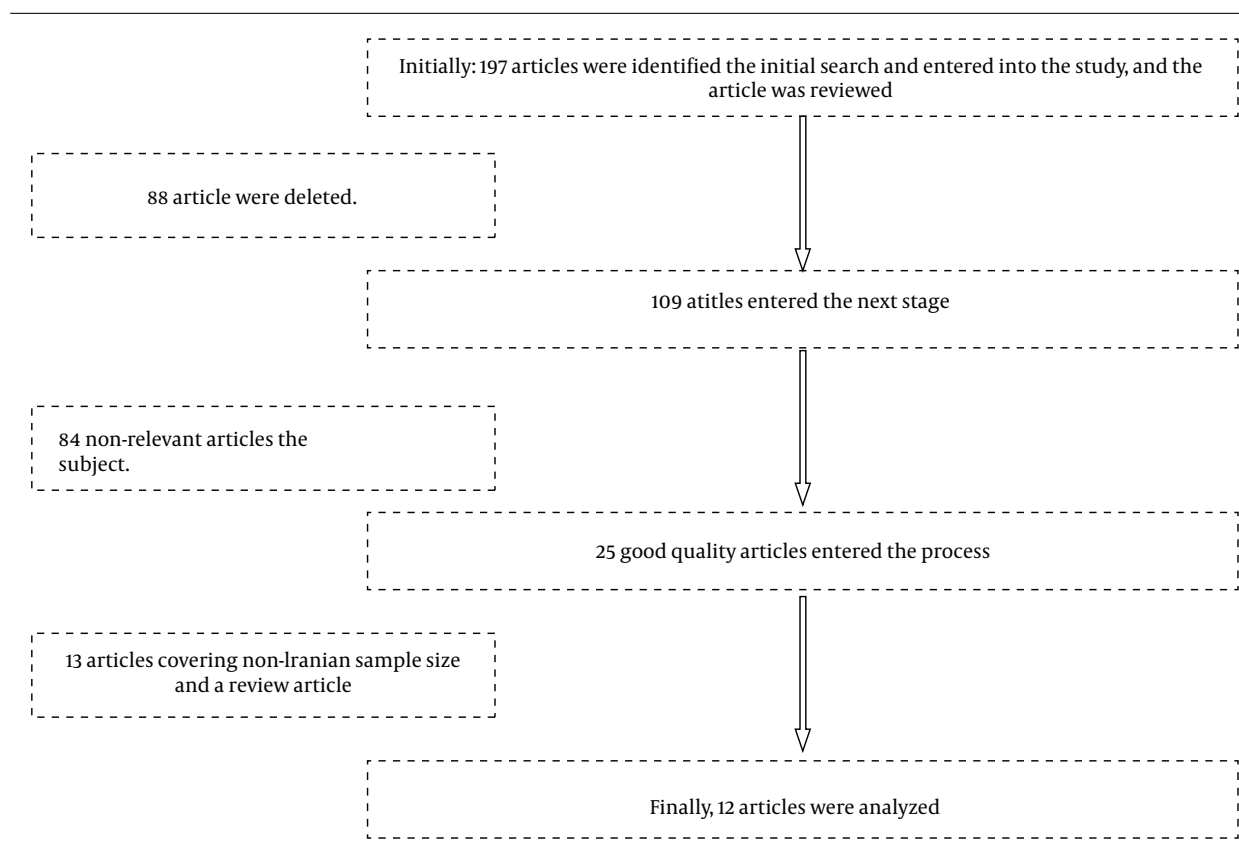 Initially: 197 articles were identified the initial search and entered into the study, and the
article was reviewed
88 article were deleted.
109 atitles entered the next stage
84 non-relevant articles the
subject.
25 good quality articles entered the process
13 articles covering non-Iranian sample size
and a review article
Finally, 12 articles were analyzed